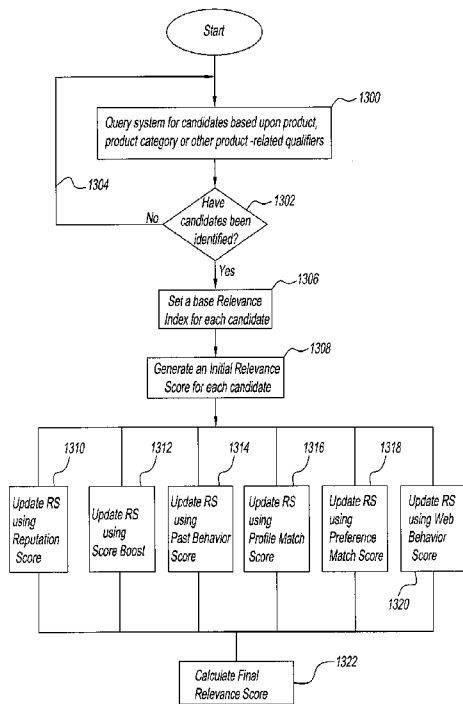 Start
1300
Query system for candidates based upon product,
product category or other product -related qualifiers
1304
1302
Have
candidates been
identified?
No
Yes
1306
Set a base Relevance
Index for each candidate
1308
Generate an Initial Relevance
Score for each candidate
1310
Update RS
using
Reputation
Score
1312
Update RS
using
Score Boost
1314
Update RS
using
Past Behavior
Score
1316
Update RS
using
Profile Match
Score
1318
Update RS
using
Preference
Match Score
Update RS
using Web
Behavior
Score
1320
1322
Calculate Final
Relevance Score